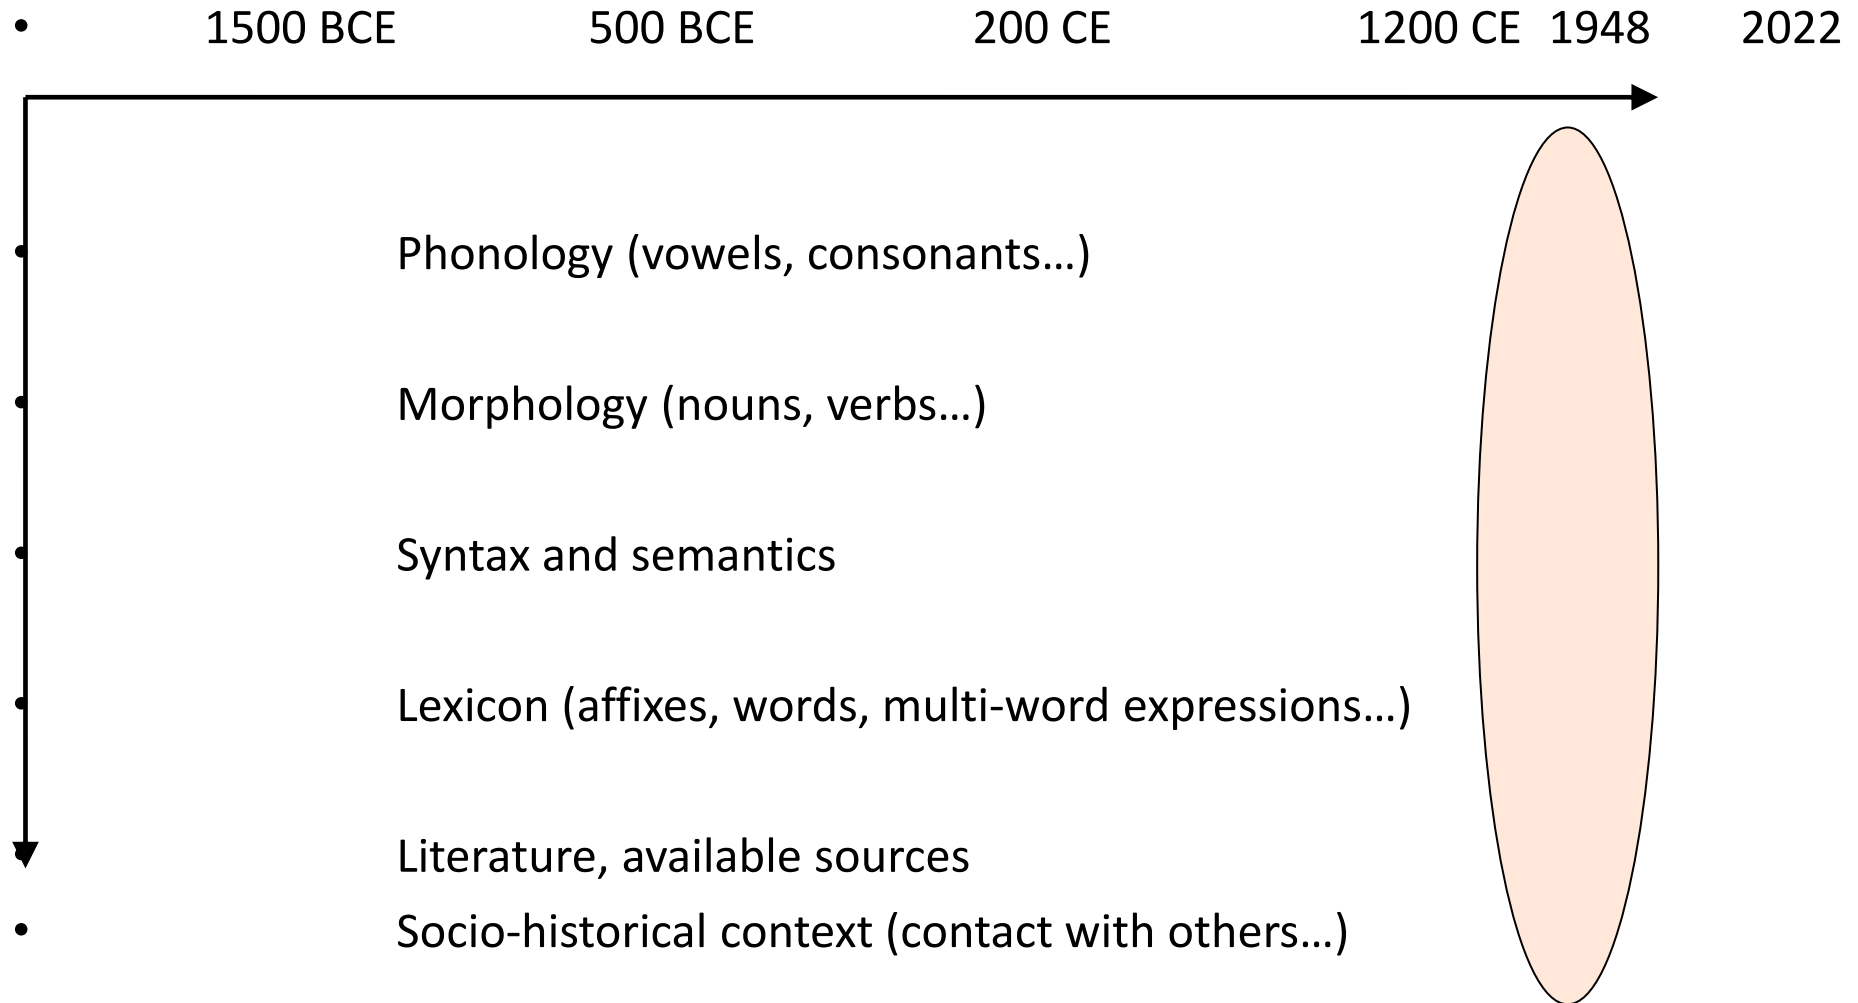 • 1500 BCE 500 BCE 200 CE 1200 CE 1948 2022
• Phonology (vowels, consonants…)
• Morphology (nouns, verbs…)
• Syntax and semantics
• Lexicon (affixes, words, multi-word expressions…)
• Literature, available sources
• Socio-historical context (contact with others…)